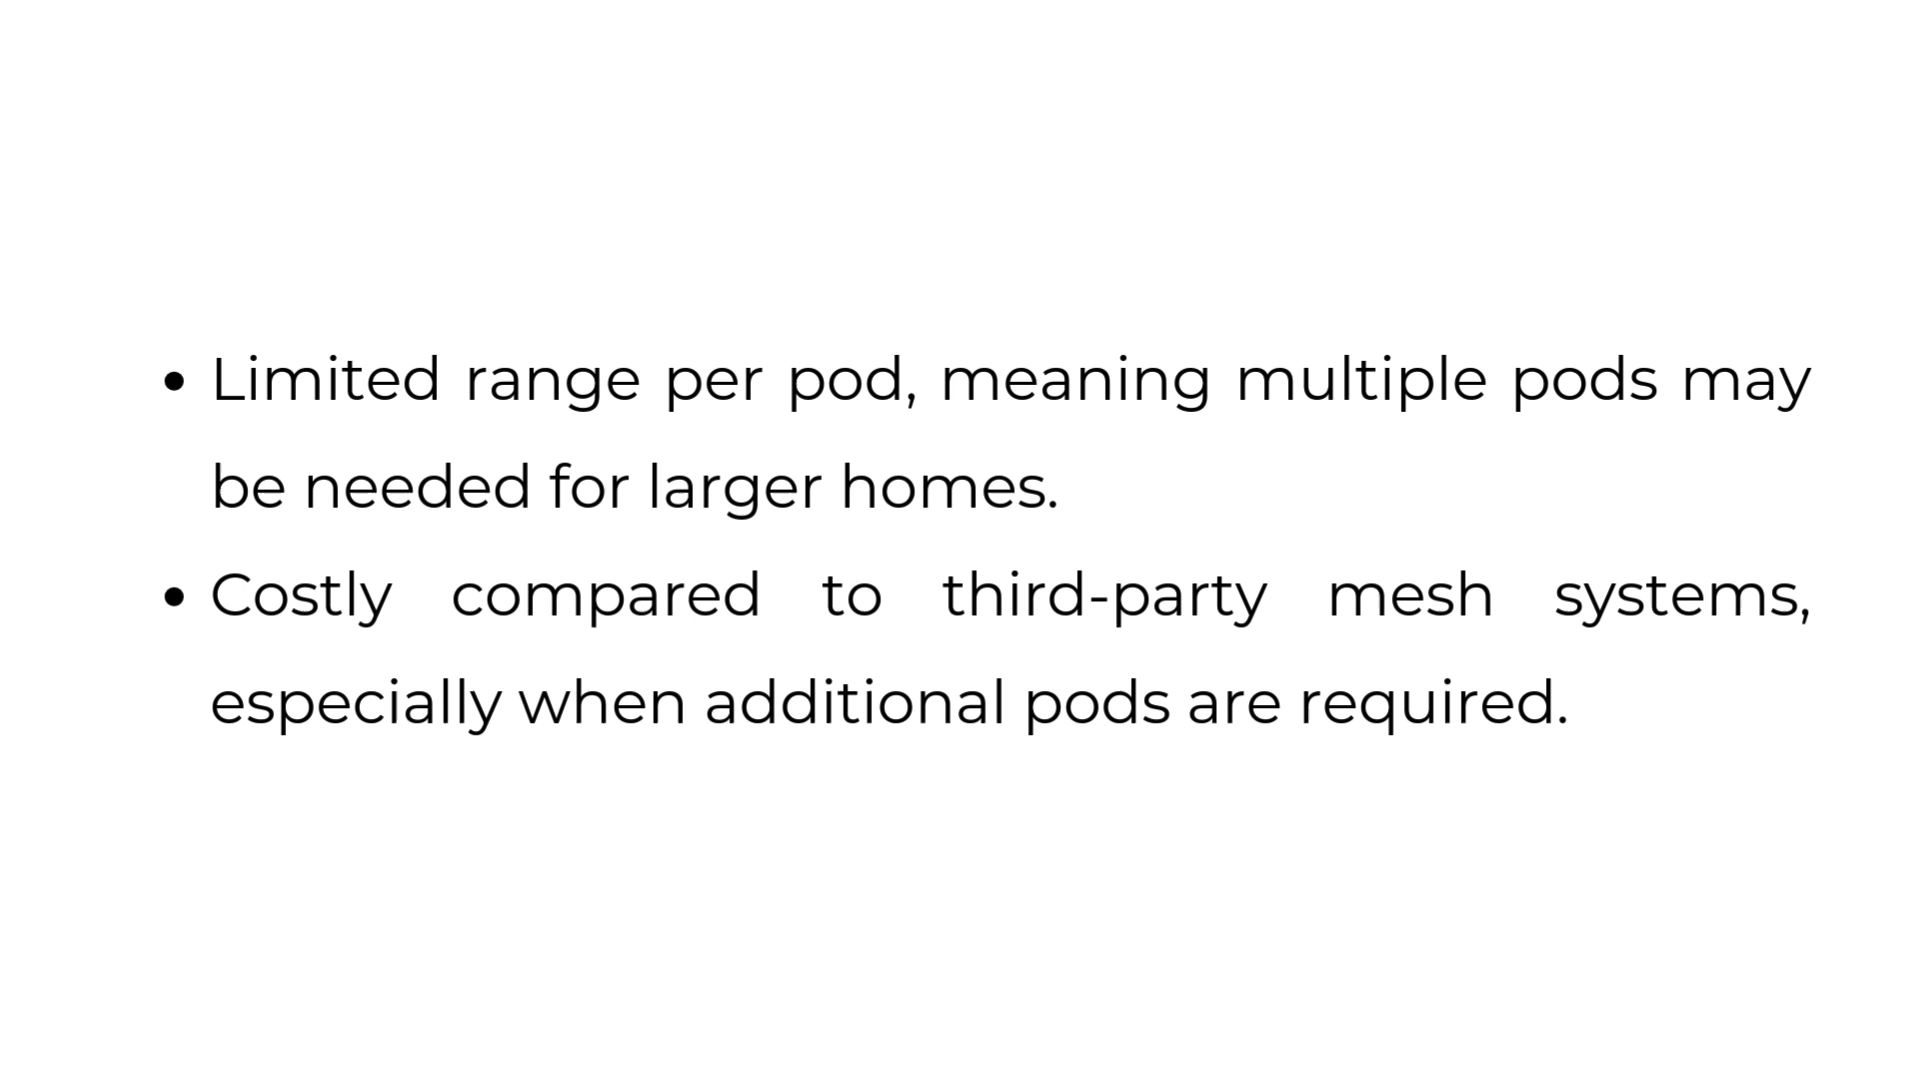 • Limited range per pod, meaning multiple pods may
be needed for larger homes.
• Costly compared to third-party mesh systems,
especially when additional pods are required.